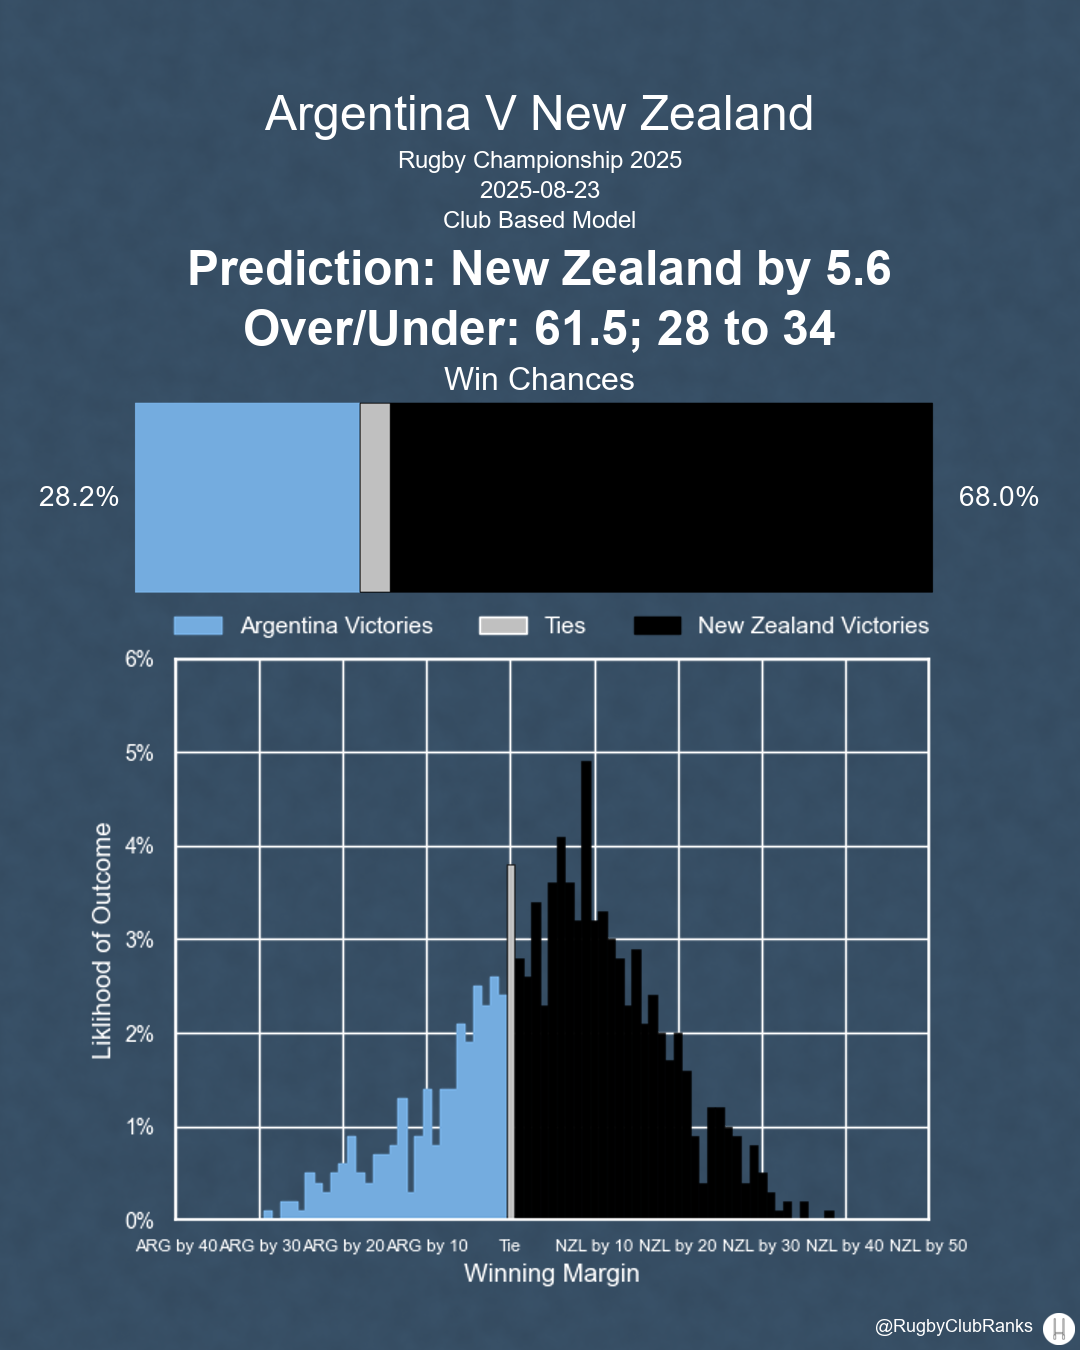 Argentina V New Zealand
Rugby Championship 2025
2025-08-23
Club Based Model
Prediction: New Zealand by 5.6
Over/Under: 61.5; 28 to 34
Win Chances
28.2%
68.0%
Argentina Victories Ties New Zealand Victories
6%
5%
4%
3%
2%
1%
0%
Liklihood of Outcome
ARG by 40 ARG by 30 ARG by 20 ARG by 10 Tie NZL by 10 NZL by 20 NZL by 30 NZL by 40 NZL by 50
Winning Margin
@RugbyClubRanks